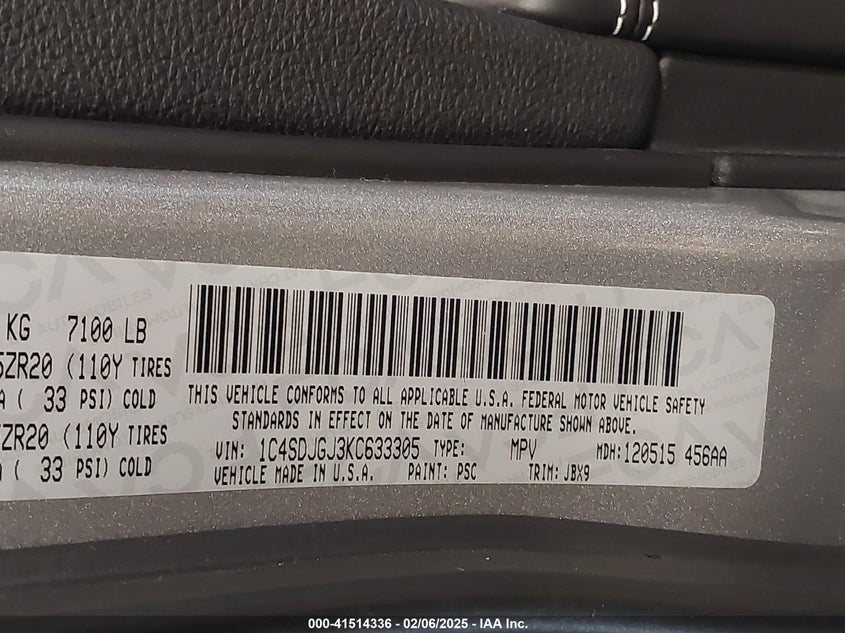 KG 7100 LB
5ZR20 (110Y TIRES
A ( 33 PSI) COLD
ZR20 (110Y TIRES
A ( 33 PSI) COLD
THIS VEHICLE CONFORMS TO ALL APPLICABLE U.S.A. FEDERAL MOTOR VEHICLE SAFETY
STANDARDS IN EFFECT ON THE DATE OF MANUFACTURE SHOWN ABOVE.
VIN: 1C4SDJGJ3KC633305 TYPE: MPV MDH:120515 456AA
VEHICLE MADE IN U.S.A. PAINT: PSC TRIM: JBX9
000-41514336 - 02/06/2025 - IAA Inc.